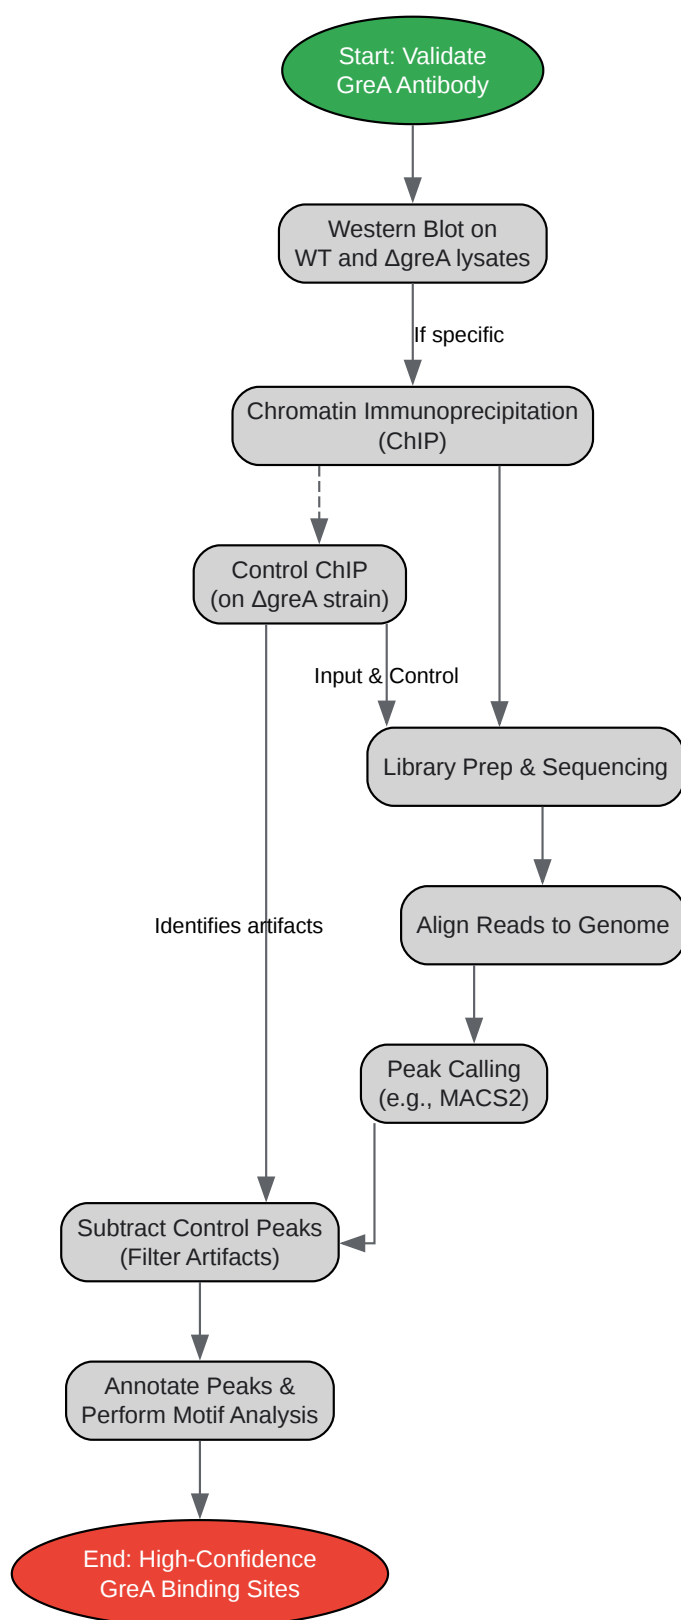 Start: Validate
GreA Antibody
Western Blot on
WT and ΔgreA lysates
If specific
Chromatin Immunoprecipitation
(ChIP)
Control ChIP
(on ΔgreA strain)
Input & Control
Library Prep & Sequencing
Identifies artifacts
Align Reads to Genome
Peak Calling
(e.g., MACS2)
Subtract Control Peaks
(Filter Artifacts)
Annotate Peaks &
Perform Motif Analysis
End: High-Confidence
GreA Binding Sites